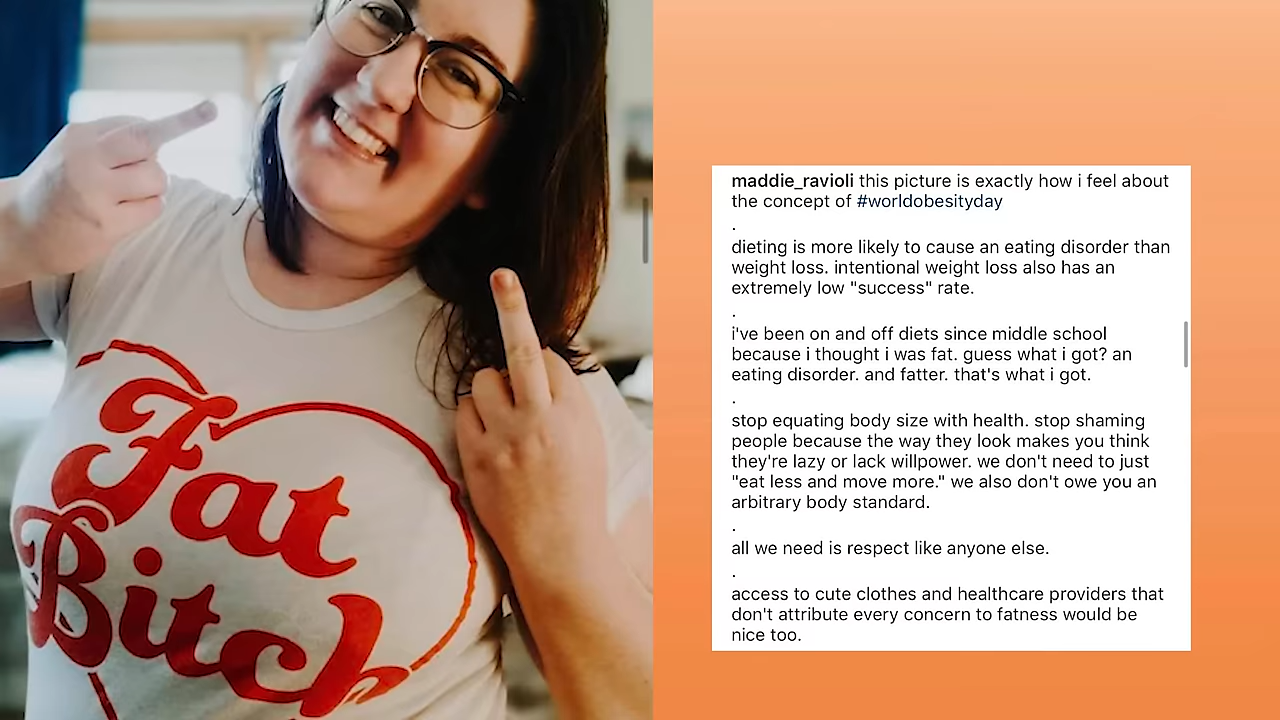 Fat
Bitch
maddie_ravioli this picture is exactly how i feel about
the concept of #worldobesityday
.
dieting is more likely to cause an eating disorder than
weight loss. intentional weight loss also has an
extremely low "success" rate.
.
i've been on and off diets since middle school
because i thought i was fat. guess what i got? an
eating disorder. and fatter. that's what i got.
.
stop equating body size with health. stop shaming
people because the way they look makes you think
they're lazy or lack willpower. we don't need to just
"eat less and move more." we also don't owe you an
arbitrary body standard.
.
all we need is respect like anyone else.
.
access to cute clothes and healthcare providers that
don't attribute every concern to fatness would be
nice too.